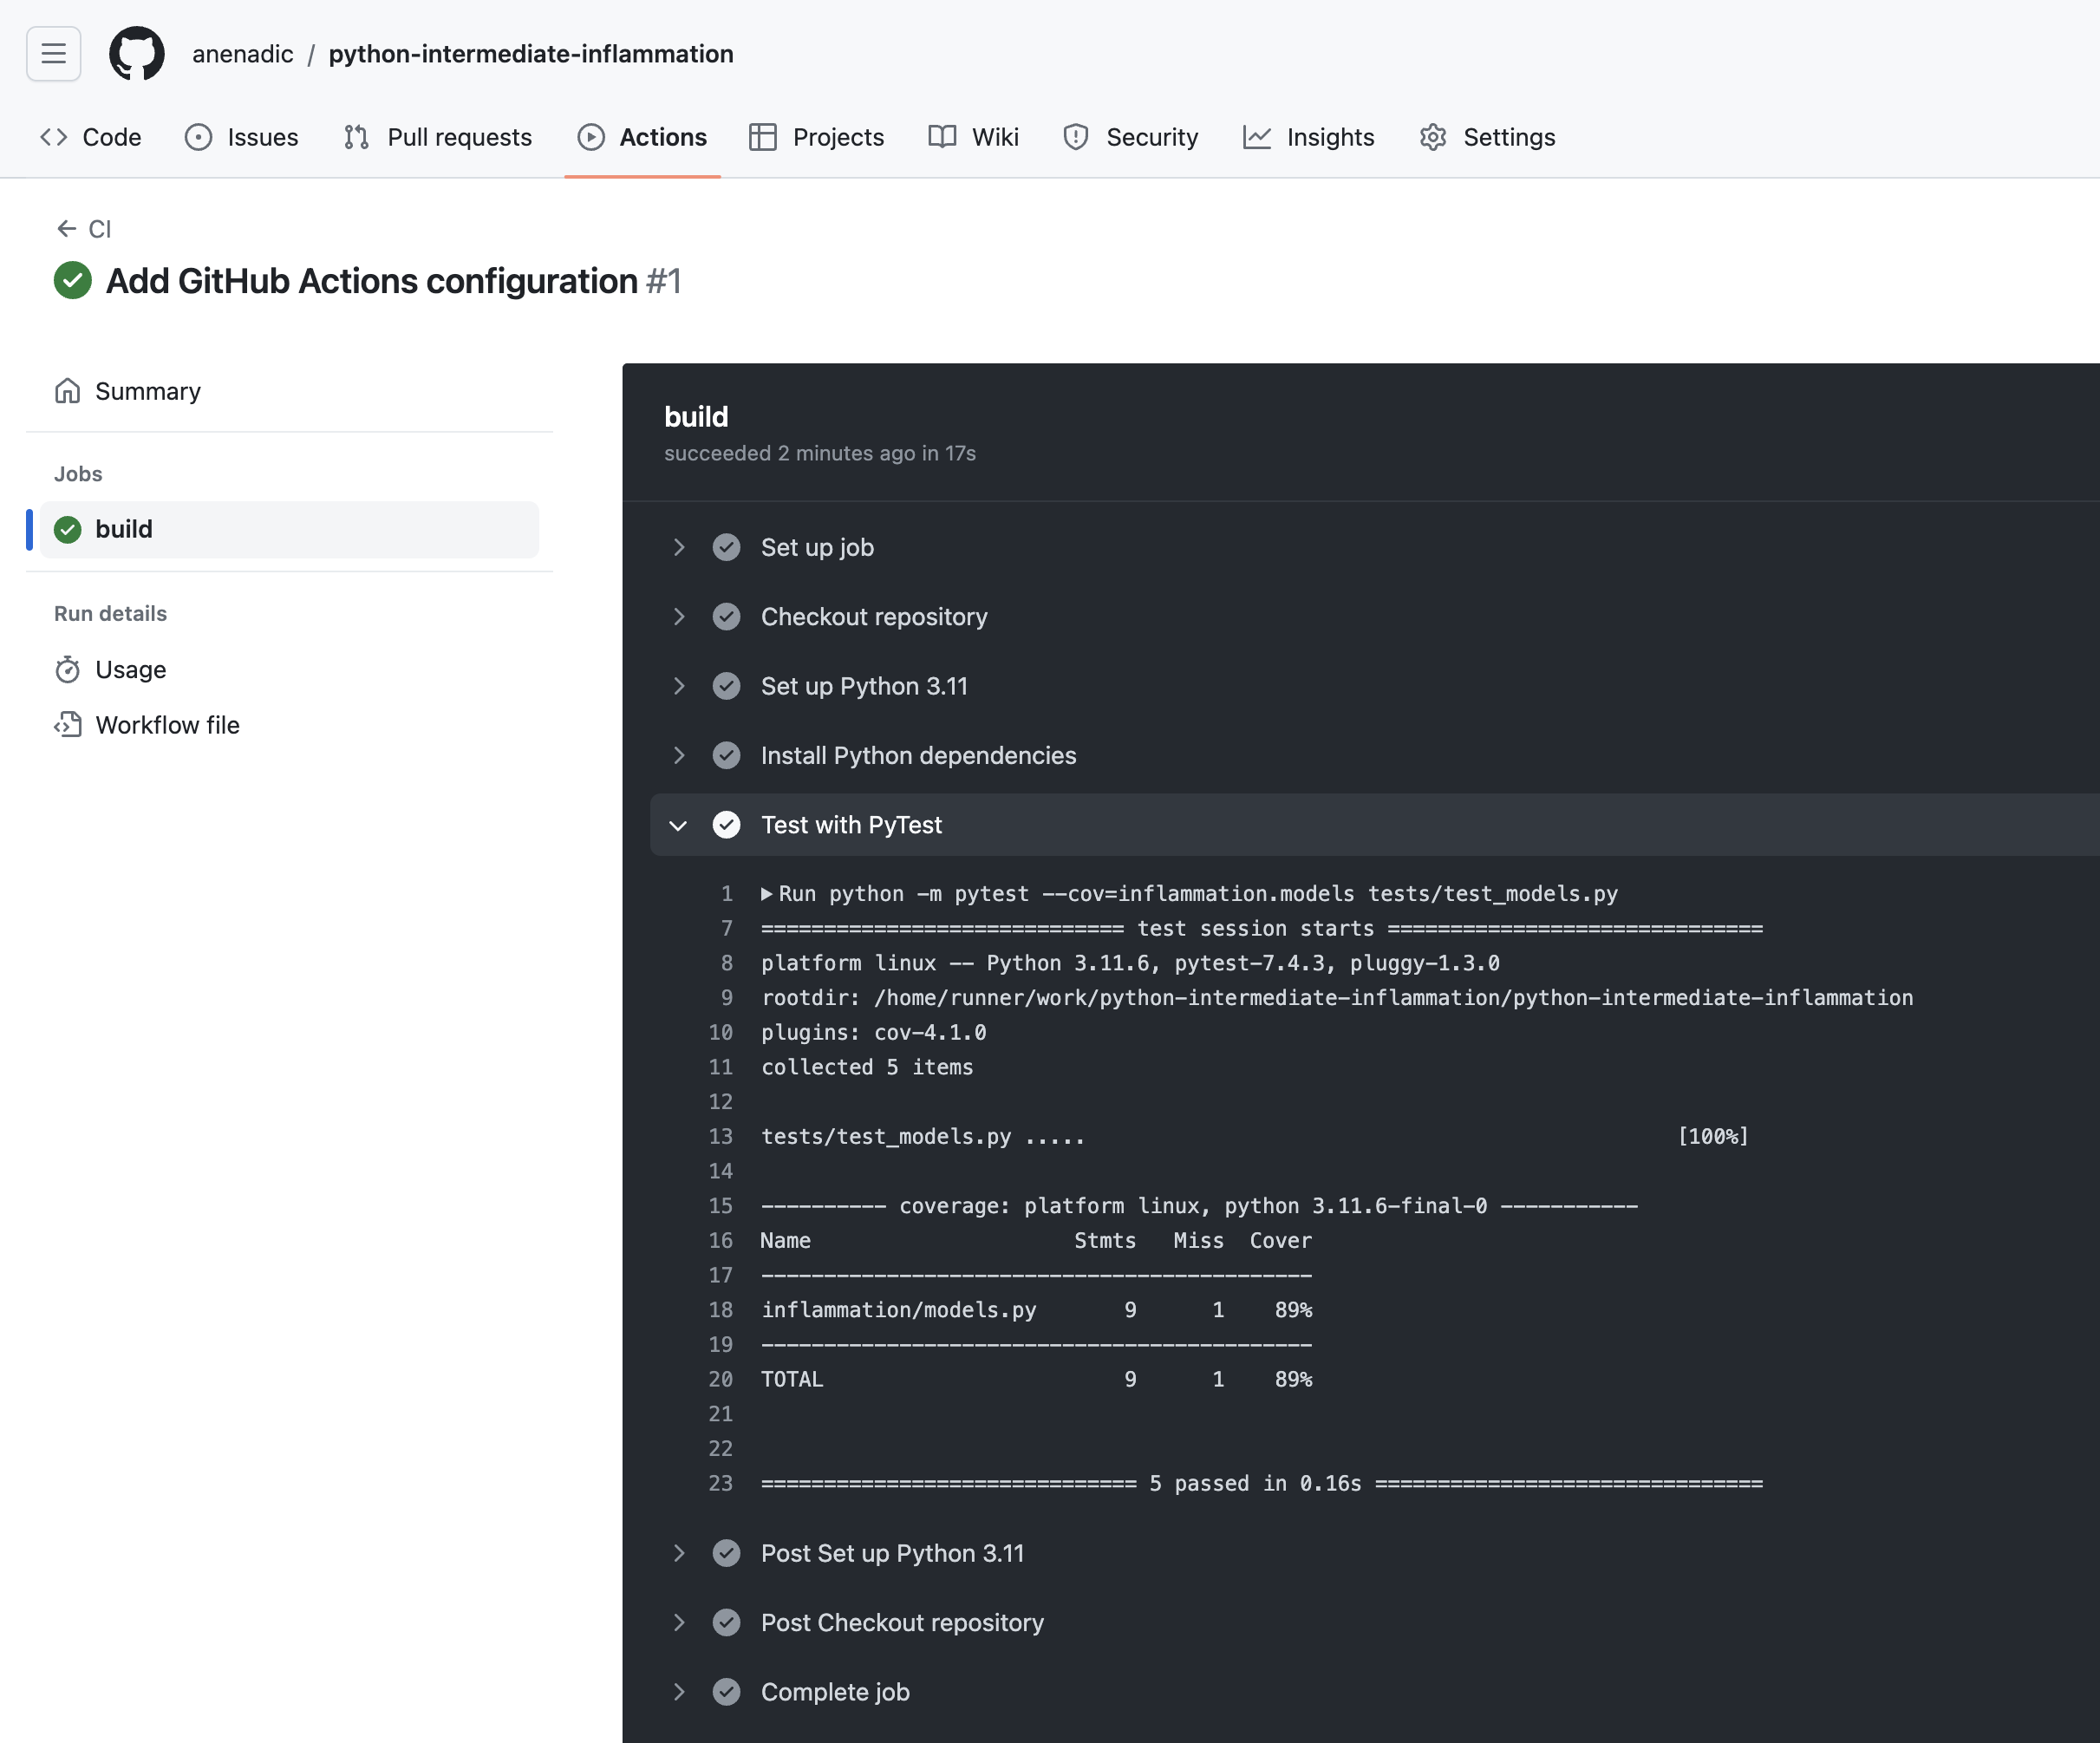 anenadic / python-intermediate-inflammation
Code Issues Pull requests Actions Projects Wiki Security Insights Settings
← CI
Add GitHub Actions configuration #1
Summary
Jobs
build
Run details
Usage
Workflow file
build
succeeded 2 minutes ago in 17s
Set up job
Checkout repository
Set up Python 3.11
Install Python dependencies
Test with PyTest
1 ▶Run python -m pytest --cov=inflammation.models tests/test_models.py
7 ============================= test session starts ==============================
8 platform linux -- Python 3.11.6, pytest-7.4.3, pluggy-1.3.0
9 rootdir: /home/runner/work/python-intermediate-inflammation/python-intermediate-inflammation
10 plugins: cov-4.1.0
11 collected 5 items
12
13 tests/test_models.py ..... [100%]
14
15 ---------- coverage: platform linux, python 3.11.6-final-0 -----------
16 Name Stmts Miss Cover
17 --------------------------------------------
18 inflammation/models.py 9 1 89%
19 --------------------------------------------
20 TOTAL 9 1 89%
21
22
23 ============================== 5 passed in 0.16s ===============================
Post Set up Python 3.11
Post Checkout repository
Complete job